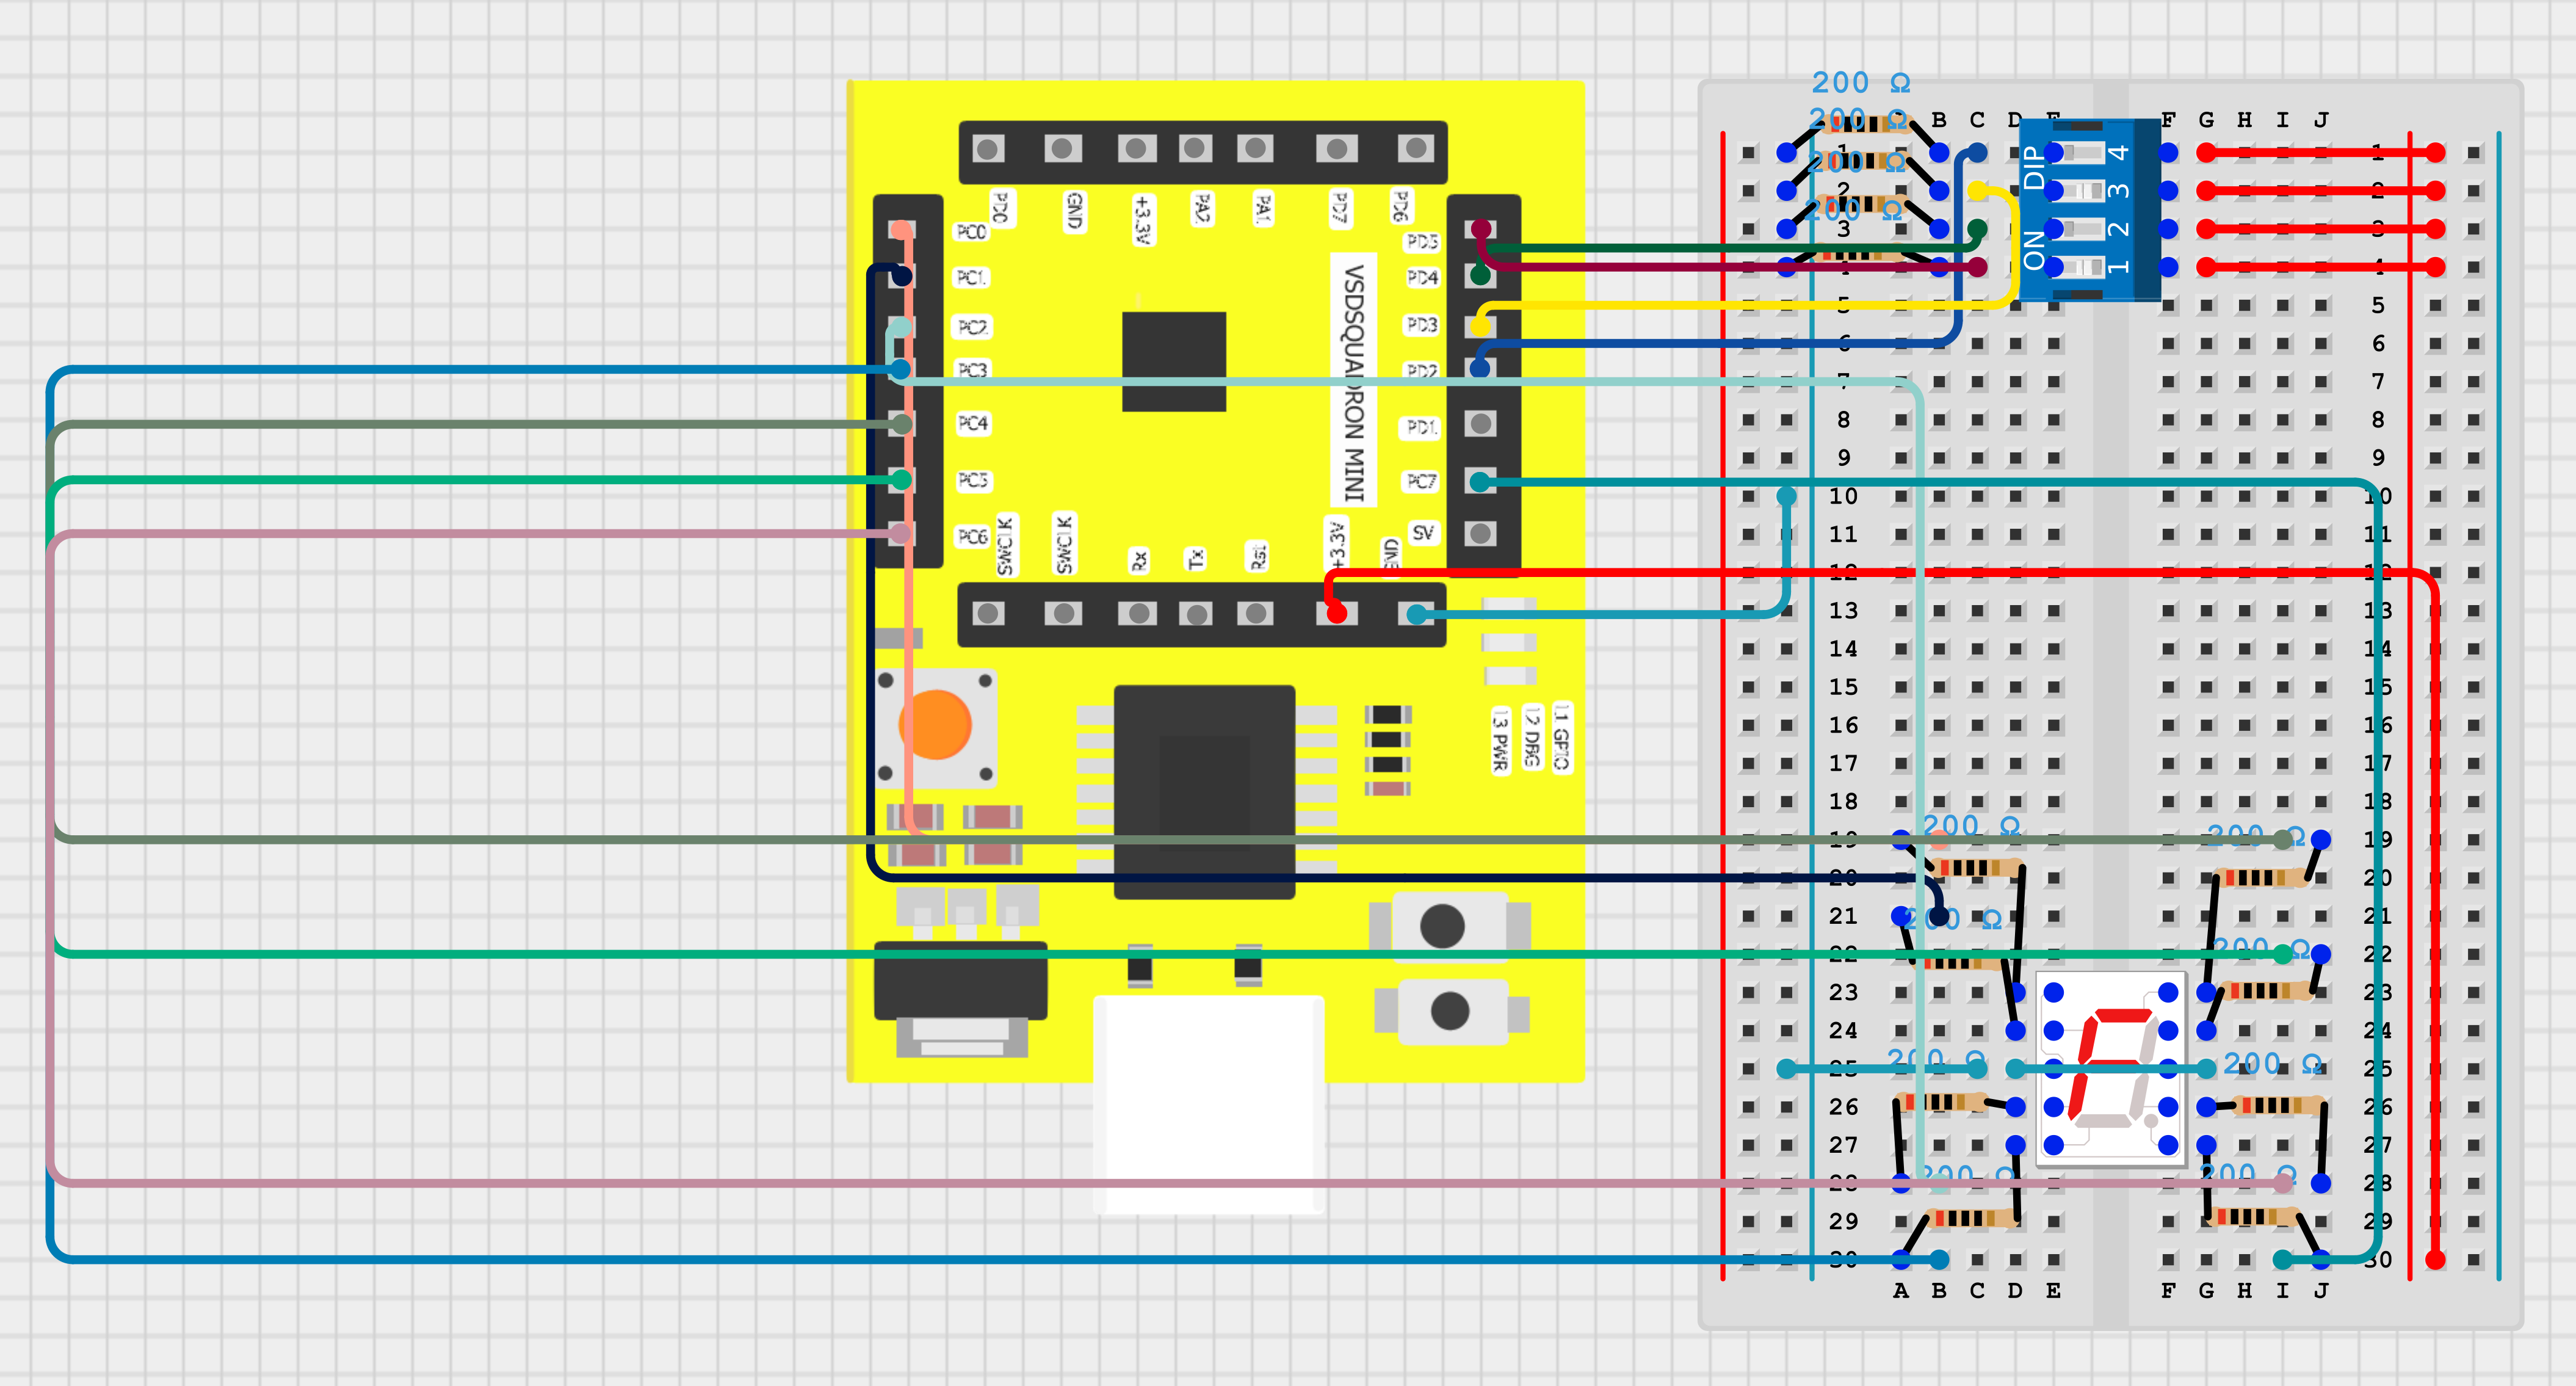 200 Ω
200 Ω
200 Ω
200 Ω
B C D E F G H I J
1 1
2 2
3 3
4 4
5 5
6 6
7 7
8 8
9 9
10 10
11 11
12 12
13 13
14 14
15 15
16 16
17 17
18 18
19 19
20 20
21 21
22 22
23 23
24 24
25 25
26 26
27 27
28 28
29 29
30 30
A B C D E F G H I J
ON DIP
4
3
2
1
PD0
GND
+3.3V
PA2
PA1
PD7
PD6
PC0
PC1
PC2
PC3
PC4
PC5
PC6
PD5
PD4
PD3
PD2
PD1
PC7
5V
VSDSQUADRON MINI
Rx
TX
Rst
+3.3V
GND
L3 PWR
L2 DBG
L1 GPIO
200 Ω
200 Ω
200 Ω
200 Ω
200 Ω
200 Ω
200 Ω
200 Ω